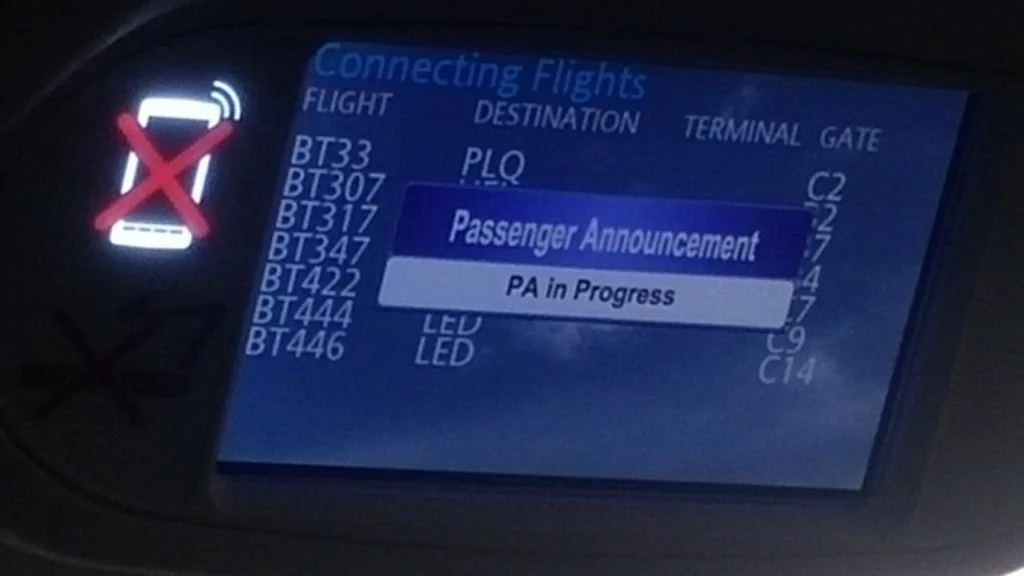 Connecting Flights
FLIGHT DESTINATION TERMINAL GATE
BT33 PLQ C2
BT307
BT317
BT347
BT422
BT444 LED C9
BT446 LED C14
Passenger Announcement
PA in Progress